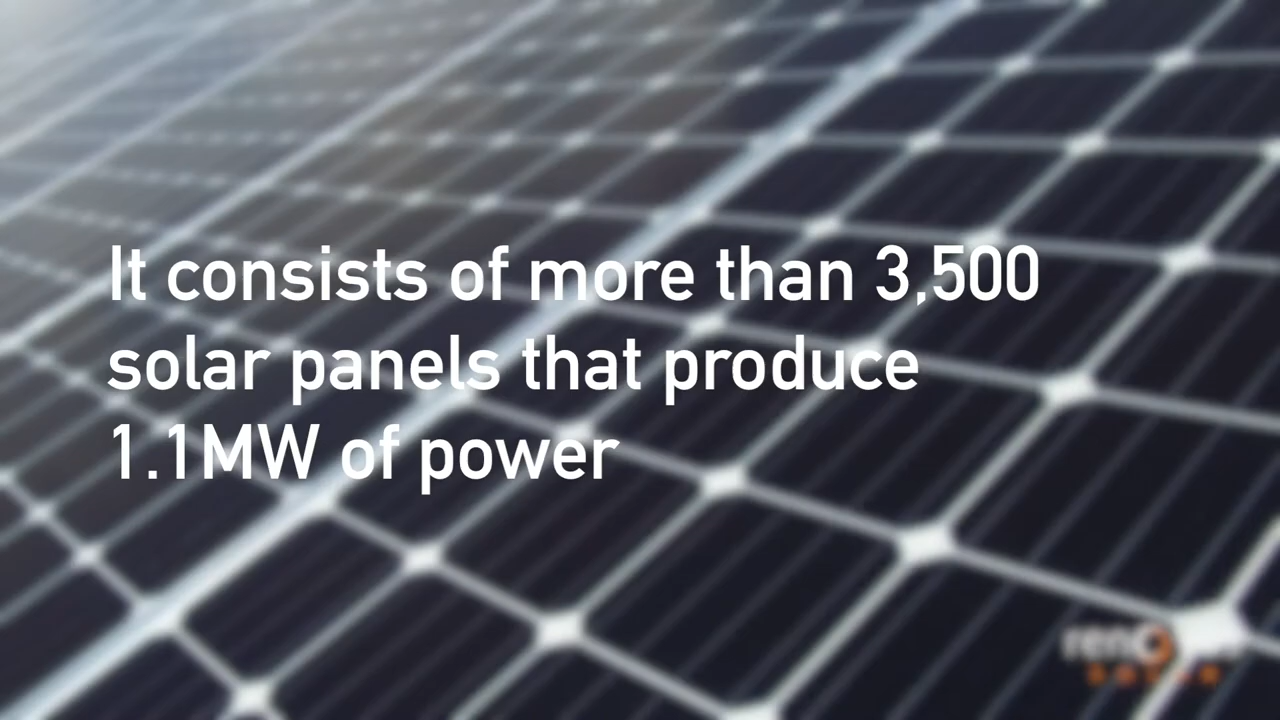 It consists of more than 3,500
solar panels that produce
1.1MW of power